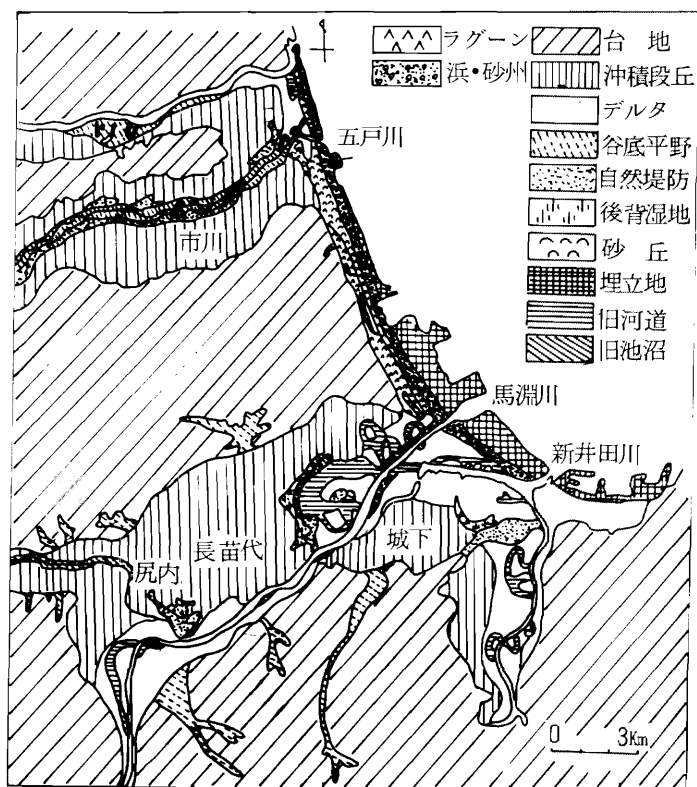 ラグーン
浜・砂州
台地
沖積段丘
デルタ
谷底平野
自然堤防
後背湿地
砂丘
埋立地
旧河道
旧池沼
五戸川
市川
馬淵川
新井田川
長苗代
城下
尻内
0 3Km